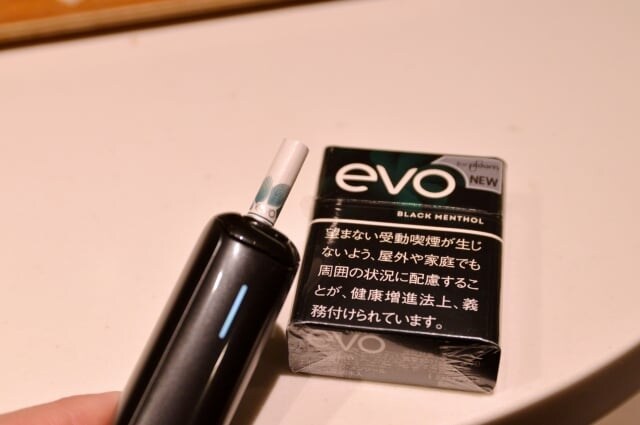 evo
for Ploom
NEW
BLACK MENTHOL
望まない受動喫煙が生じ
ないよう、屋外や家庭でも
周囲の状況に配慮するこ
とが、健康増進法上、義
務付けられています。
evo